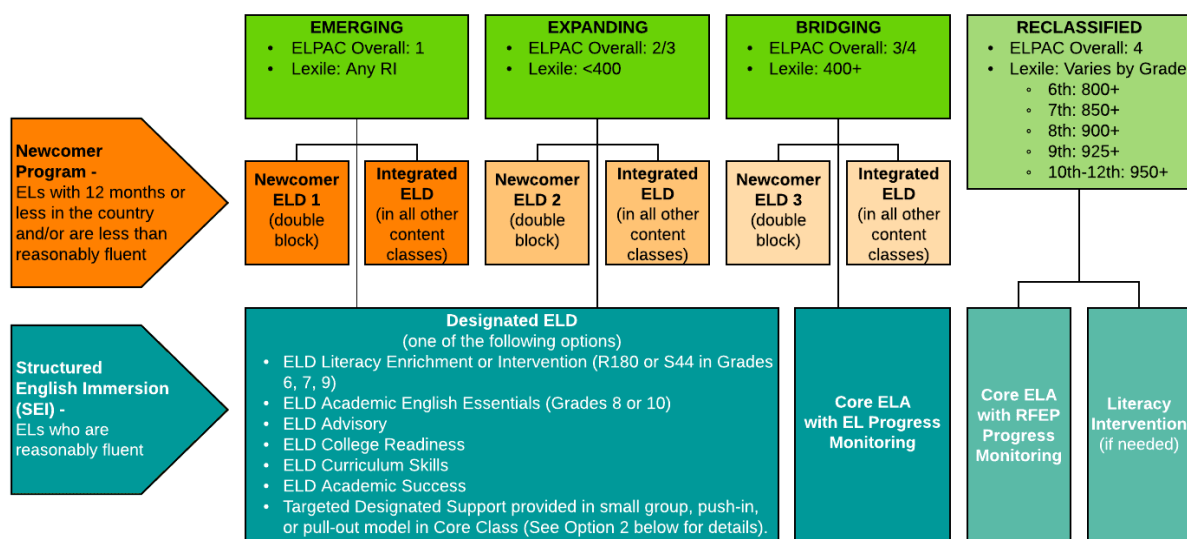 EMERGING
• ELPAC Overall: 1
• Lexile: Any RI
EXPANDING
• ELPAC Overall: 2/3
• Lexile: <400
BRIDGING
• ELPAC Overall: 3/4
• Lexile: 400+
RECLASSIFIED
• ELPAC Overall: 4
• Lexile: Varies by Grade
◦ 6th: 800+
◦ 7th: 850+
◦ 8th: 900+
◦ 9th: 925+
◦ 10th-12th: 950+
Newcomer
Program -
ELs with 12 months or
less in the country
and/or are less than
reasonably fluent
Newcomer
ELD 1
(double
block)
Integrated
ELD
(in all other
content
classes)
Newcomer
ELD 2
(double
block)
Integrated
ELD
(in all other
content
classes)
Newcomer
ELD 3
(double
block)
Integrated
ELD
(in all other
content
classes)
Structured
English Immersion
(SEI) -
ELs who are
reasonably fluent
Designated ELD
(one of the following options)
• ELD Literacy Enrichment or Intervention (R180 or S44 in Grades
6, 7, 9)
• ELD Academic English Essentials (Grades 8 or 10)
• ELD Advisory
• ELD College Readiness
• ELD Curriculum Skills
• ELD Academic Success
• Targeted Designated Support provided in small group, push-in,
or pull-out model in Core Class (See Option 2 below for details).
Core ELA
with EL Progress
Monitoring
Core ELA
with RFEP
Progress
Monitoring
Literacy
Intervention
(if needed)